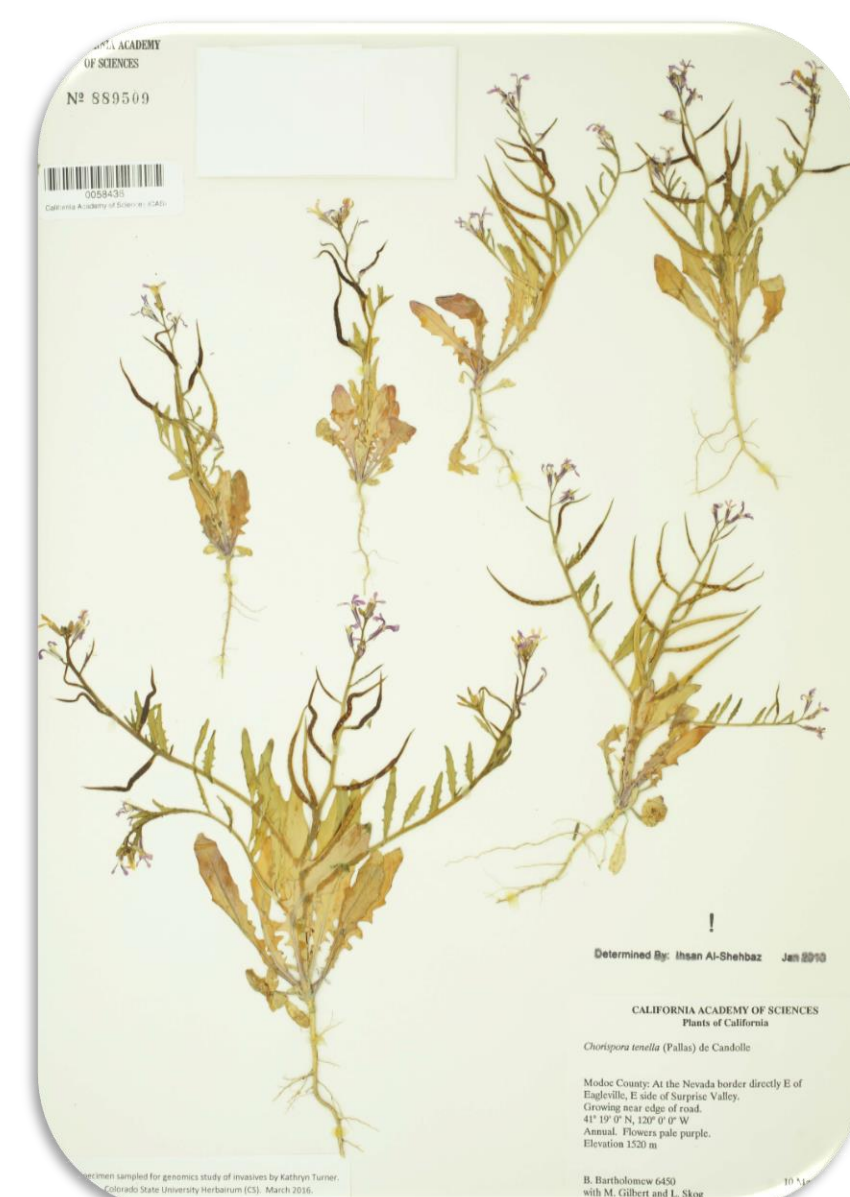 ACADEMY
OF SCIENCES
Nº 889509
0058436
California Academy of Sciences (CAS)
!
Determined By: Ihsan Al-Shehbaz Jan 2010
CALIFORNIA ACADEMY OF SCIENCES
Plants of California
Chorispora tenella (Pallas) de Candolle
Modoc County: At the Nevada border directly E of
Eagleville, E side of Surprise Valley.
Growing near edge of road.
41° 19' 0" N, 120° 0' 0" W
Annual. Flowers pale purple.
Elevation 1520 m
B. Bartholomew 6450
with M. Gilbert and L. Skog
10
sampled for genomics study of invasives by Kathryn Turner.
Colorado State University Herbairum (CS). March 2016.